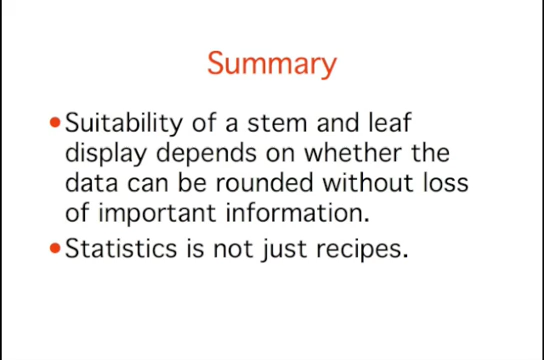 Summary
•Suitability of a stem and leaf
display depends on whether the
data can be rounded without loss
of important information.
•Statistics is not just recipes.